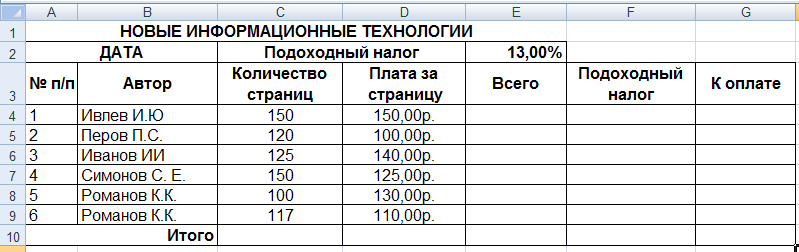 A B C D E F G
1 НОВЫЕ ИНФОРМАЦИОННЫЕ ТЕХНОЛОГИИ
2 ДАТА Подоходный налог 13,00%
3 № п/п Автор Количество страниц Плата за страницу Всего Подоходный налог К оплате
4 1 Ивлев И.Ю 150 150,00р.
5 2 Перов П.С. 120 100,00р.
6 3 Иванов ИИ 125 140,00р.
7 4 Симонов С. Е. 150 125,00р.
8 5 Романов К.К. 100 130,00р.
9 6 Романов К.К. 117 110,00р.
10 Итого